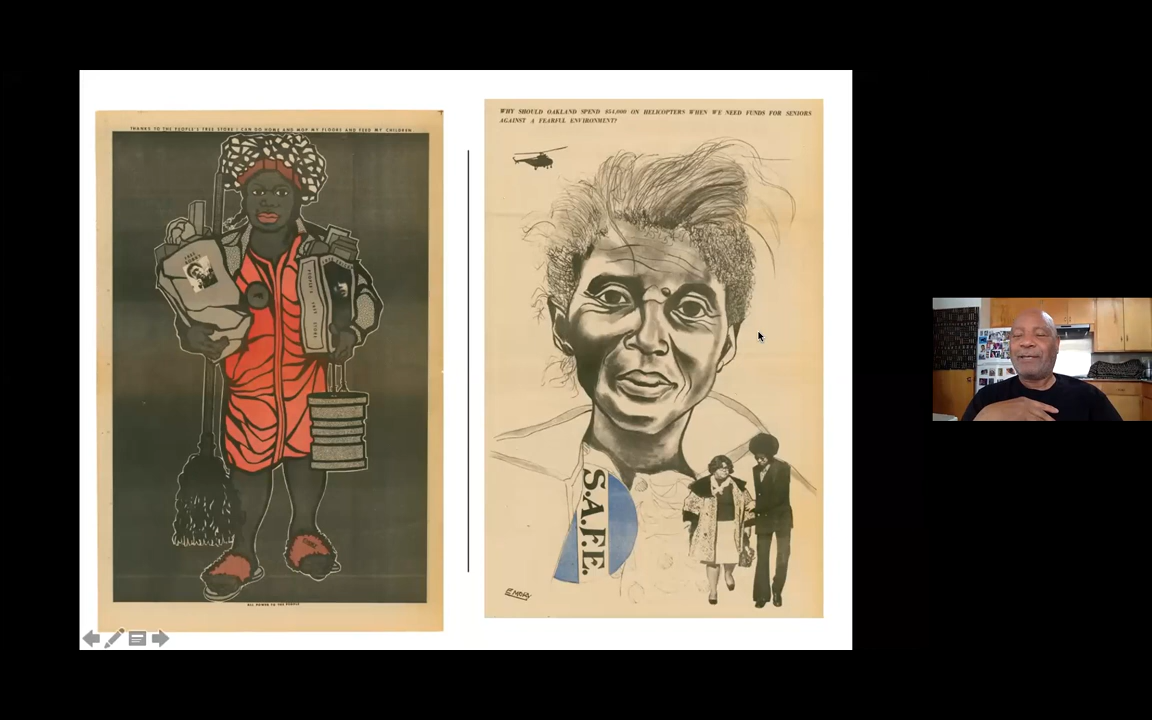 THANKS TO THE PEOPLE'S FREE STORE I CAN GO HOME AND MOP MY FLOORS AND FEED MY CHILDREN
ALL POWER TO THE PEOPLE
WHY SHOULD OAKLAND SPEND $54,000 ON HELICOPTERS WHEN WE NEED FUNDS FOR SENIORS
AGAINST A FEARFUL ENVIRONMENT?
S.A.F.E.
EMORY